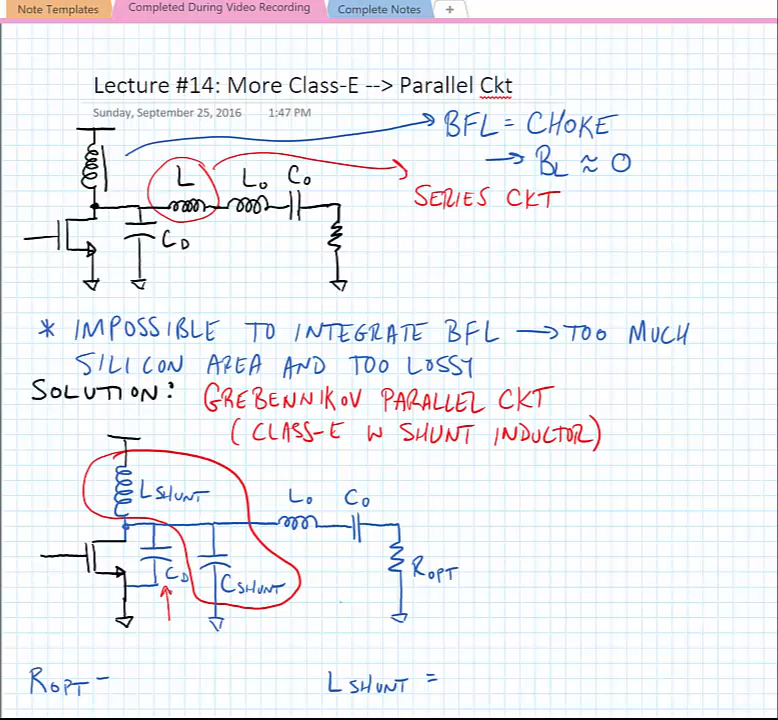 Note Templates Completed During Video Recording Complete Notes +
Lecture #14: More Class-E --> Parallel Ckt
Sunday, September 25, 2016 1:47 PM
BFL = CHOKE
→ BL ≈ 0
SERIES CKT
L L0 C0
CD
* IMPOSSIBLE TO INTEGRATE BFL → TOO MUCH
SILICON AREA AND TOO LOSSY
SOLUTION: GREBENNIKOV PARALLEL CKT
(CLASS-E W SHUNT INDUCTOR)
LSHUNT L0 C0
CD CSHUNT ROPT
ROPT - LSHUNT =